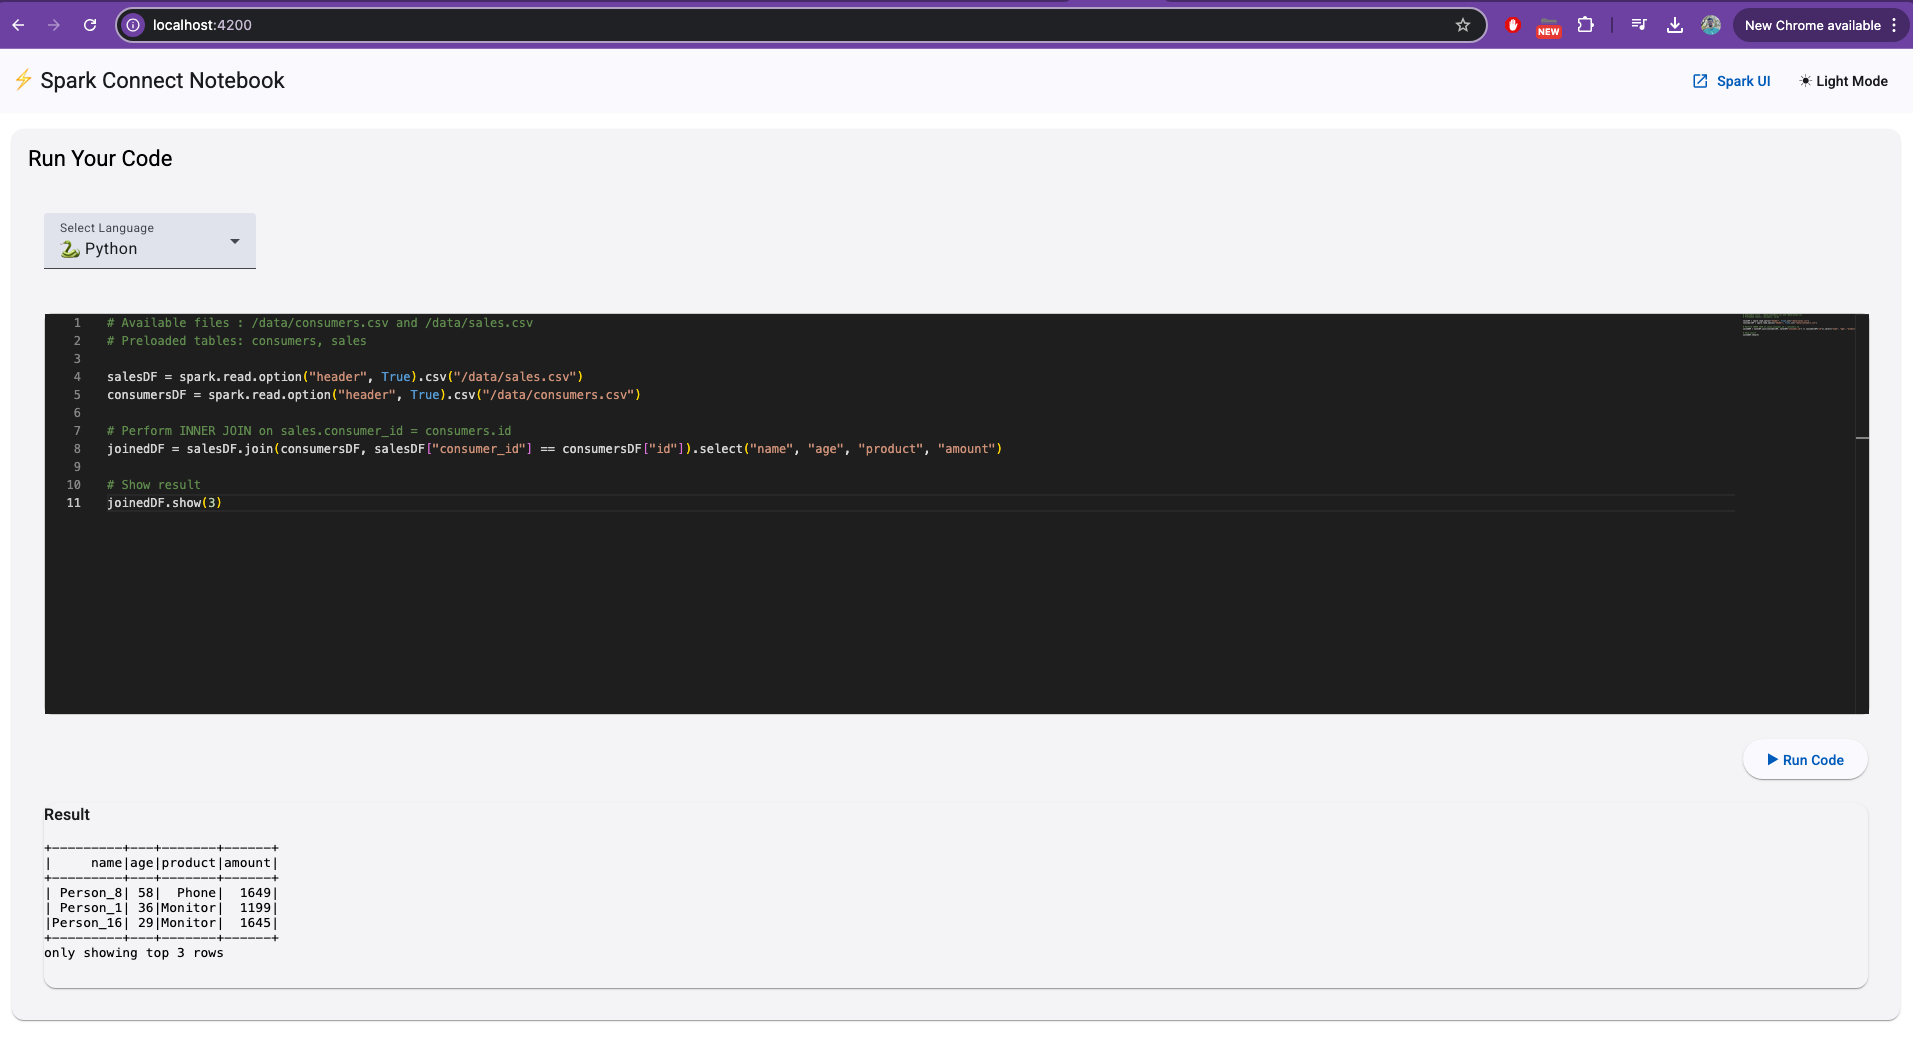 localhost:4200
NEW
New Chrome available
⚡ Spark Connect Notebook
Spark UI
☀ Light Mode
Run Your Code
Select Language
🐍 Python
1 # Available files : /data/consumers.csv and /data/sales.csv
2 # Preloaded tables: consumers, sales
3
4 salesDF = spark.read.option("header", True).csv("/data/sales.csv")
5 consumersDF = spark.read.option("header", True).csv("/data/consumers.csv")
6
7 # Perform INNER JOIN on sales.consumer_id = consumers.id
8 joinedDF = salesDF.join(consumersDF, salesDF["consumer_id"] == consumersDF["id"]).select("name", "age", "product", "amount")
9
10 # Show result
11 joinedDF.show(3)
▶ Run Code
Result
+---------+---+-------+------+
|     name|age|product|amount|
+---------+---+-------+------+
| Person_8| 58|  Phone|  1649|
| Person_1| 36|Monitor|  1199|
|Person_16| 29|Monitor|  1645|
+---------+---+-------+------+
only showing top 3 rows